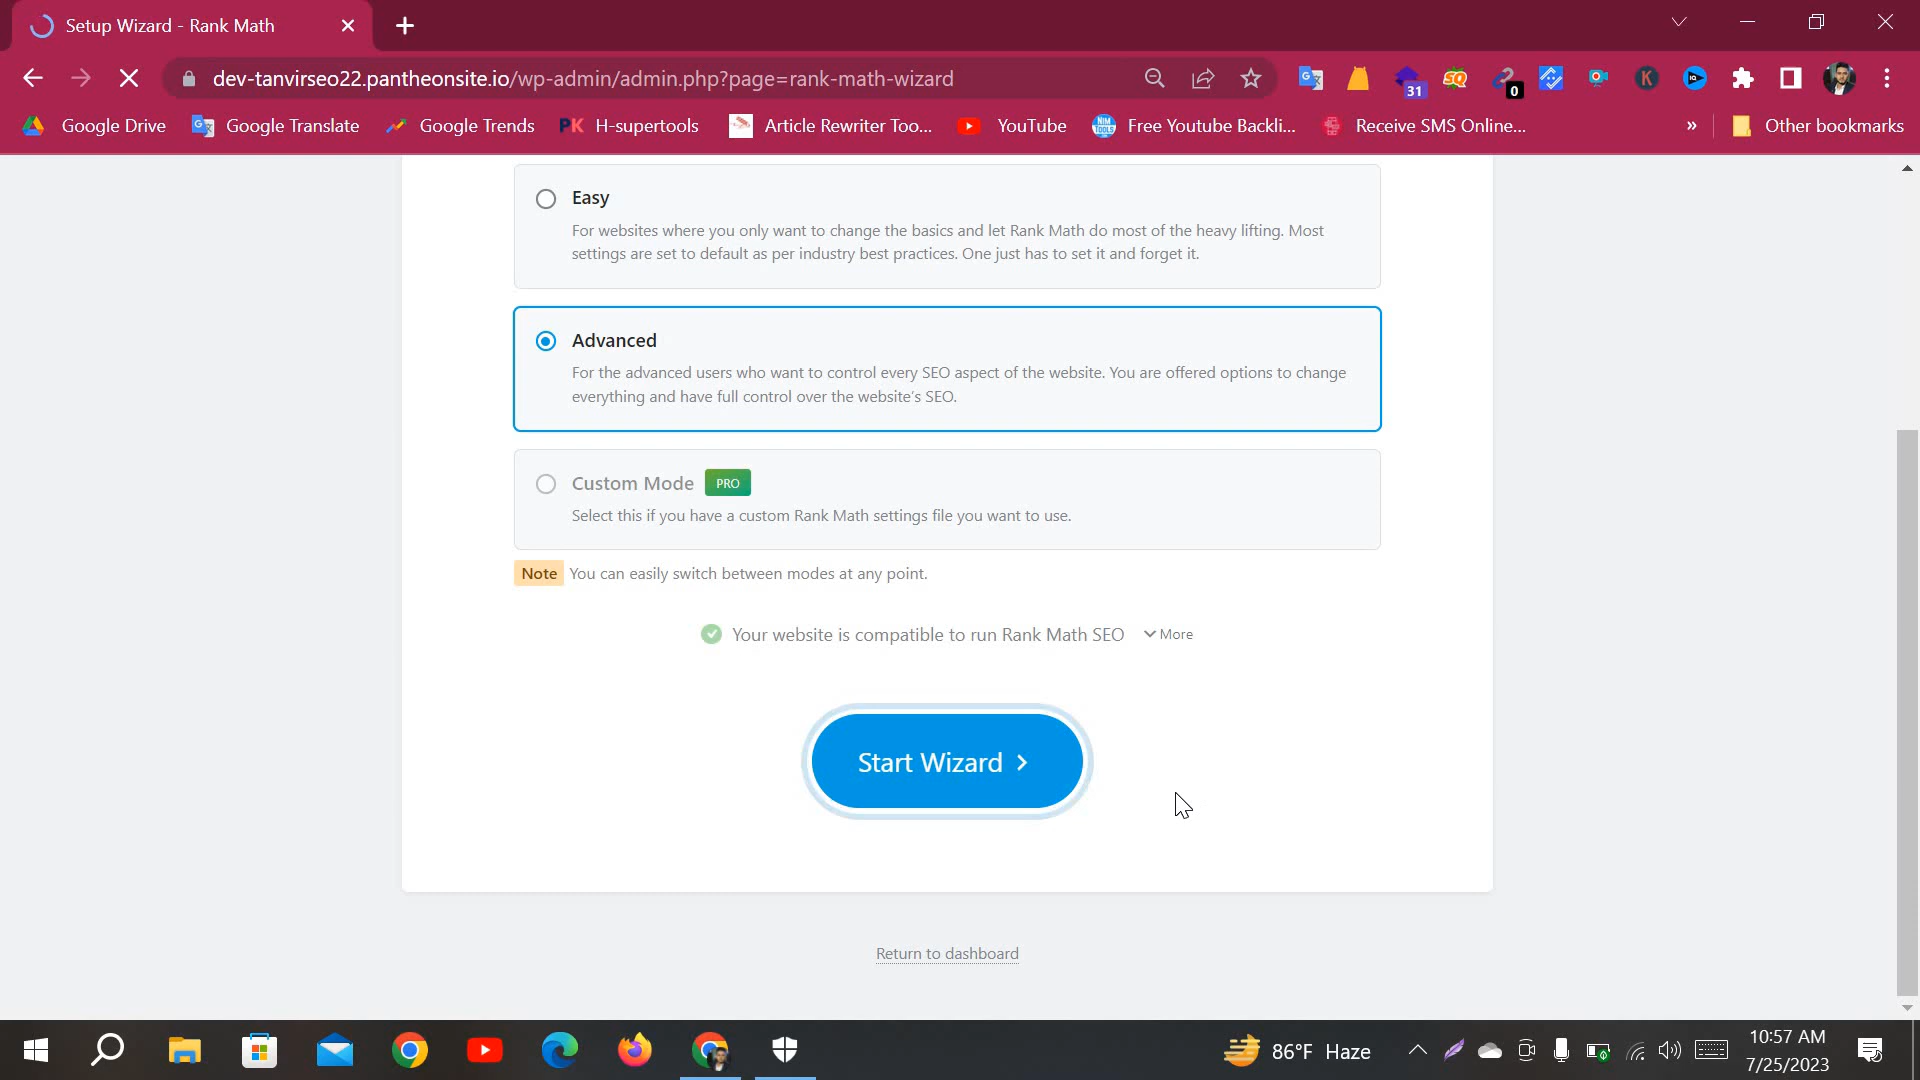 Setup Wizard - Rank Math
dev-tanvirseo22.pantheonsite.io/wp-admin/admin.php?page=rank-math-wizard
31
SQ
0
K
IQ
Google Drive
Google Translate
Google Trends
PK H-supertools
Article Rewriter Too...
YouTube
NIM TOOLS
Free Youtube Backli...
Receive SMS Online...
»
Other bookmarks
Easy
For websites where you only want to change the basics and let Rank Math do most of the heavy lifting. Most
settings are set to default as per industry best practices. One just has to set it and forget it.
Advanced
For the advanced users who want to control every SEO aspect of the website. You are offered options to change
everything and have full control over the website's SEO.
Custom Mode PRO
Select this if you have a custom Rank Math settings file you want to use.
Note You can easily switch between modes at any point.
Your website is compatible to run Rank Math SEO More
Start Wizard
Return to dashboard
86°F Haze
10:57 AM
7/25/2023